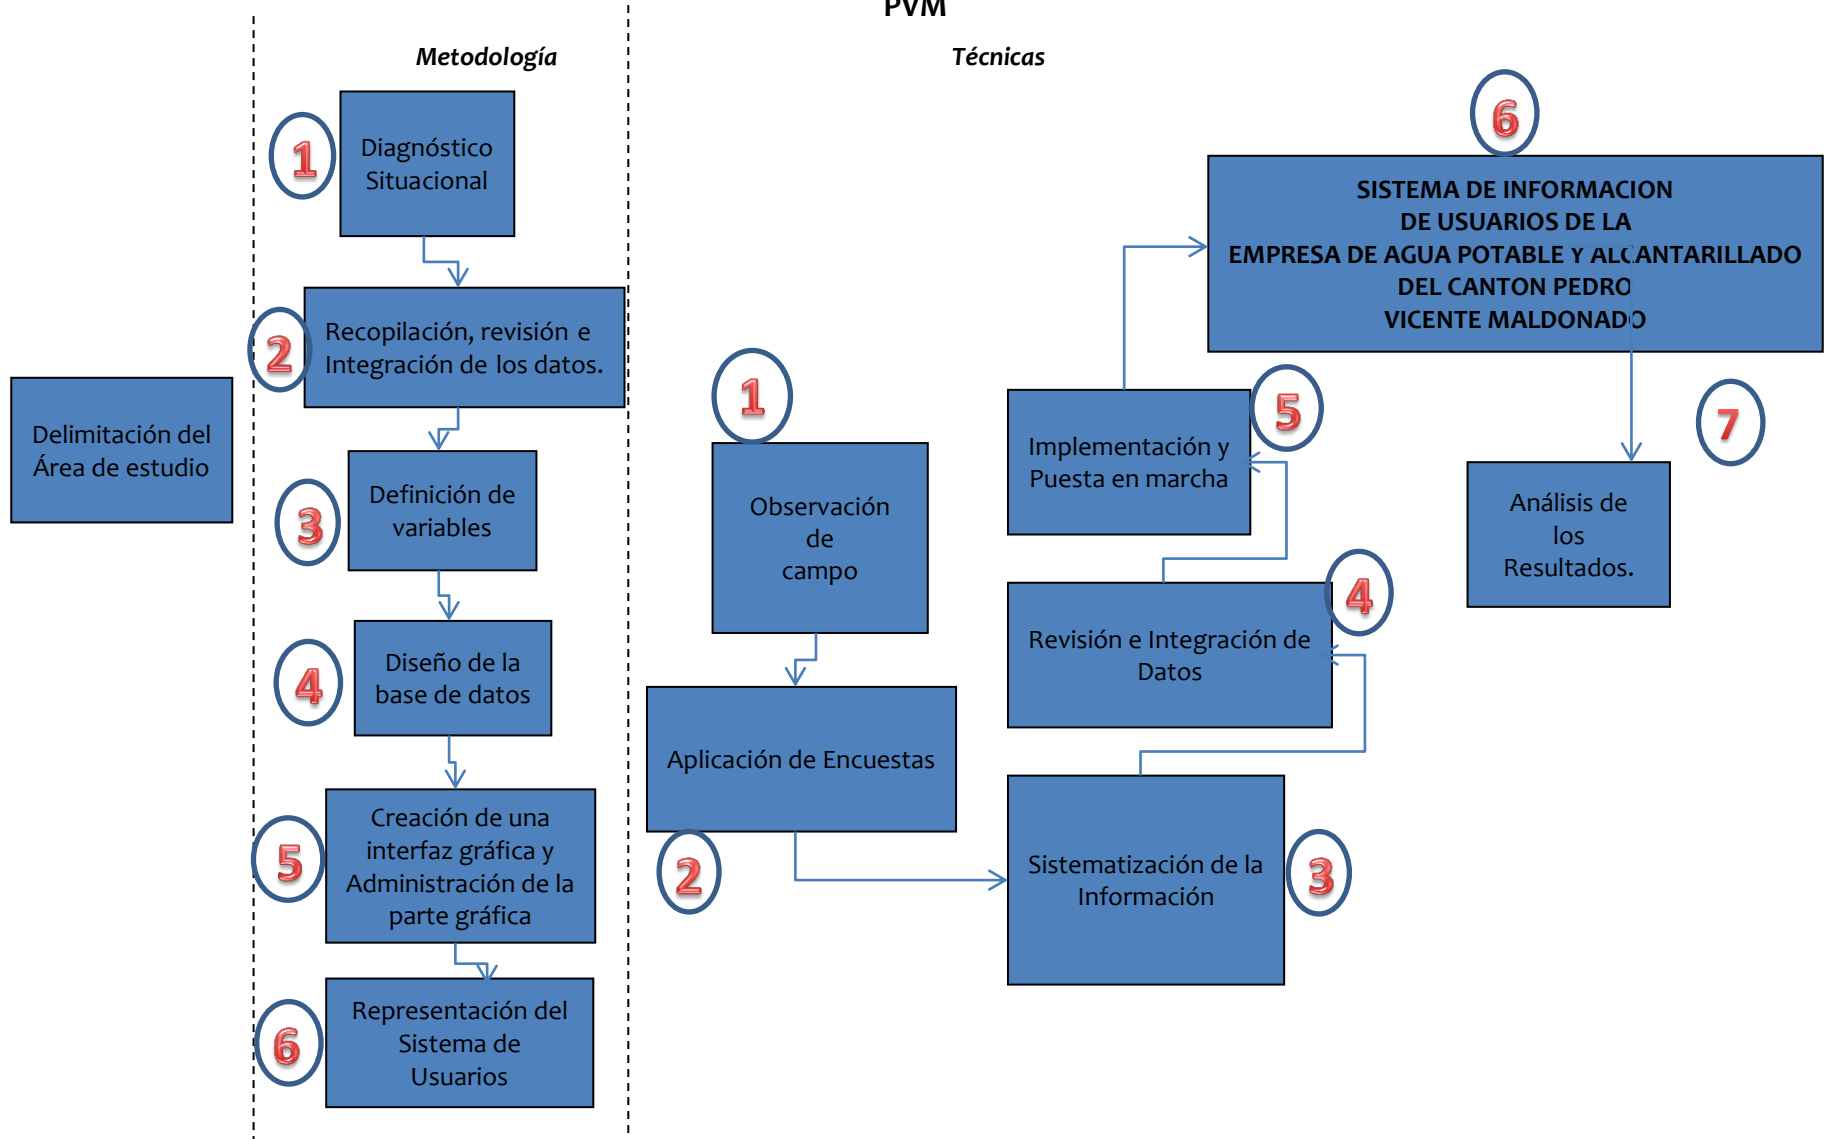 PVM
Metodología
Técnicas
Delimitación del
Área de estudio
1
Diagnóstico
Situacional
2
Recopilación, revisión e
Integración de los datos.
3
Definición de
variables
4
Diseño de la
base de datos
5
Creación de una
interfaz gráfica y
Administración de la
parte gráfica
6
Representación del
Sistema de
Usuarios
1
Observación
de
campo
Aplicación de Encuestas
2
Sistematización de la
Información
3
Revisión e Integración de
Datos
4
Implementación y
Puesta en marcha
5
6
SISTEMA DE INFORMACION
DE USUARIOS DE LA
EMPRESA DE AGUA POTABLE Y ALCANTARILLADO
DEL CANTON PEDRO
VICENTE MALDONADO
7
Análisis de
los
Resultados.